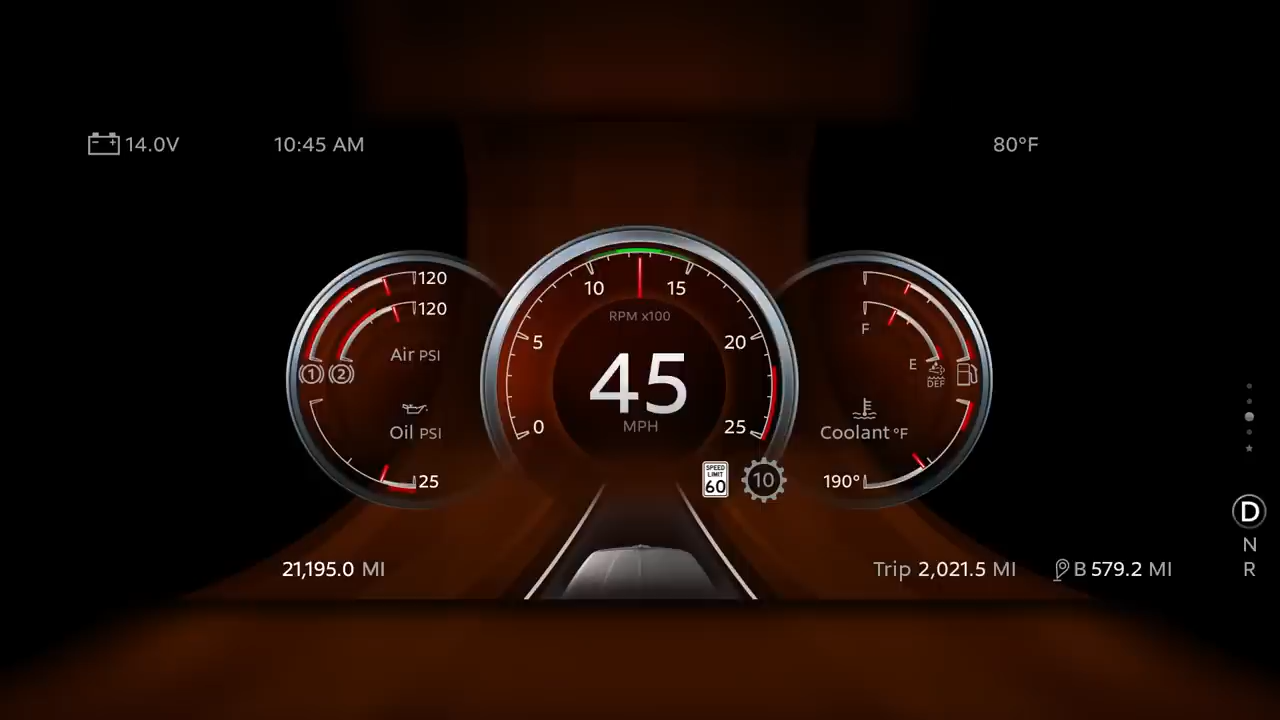 14.0V
10:45 AM
80°F
120
120
Air PSI
1 2
Oil PSI
25
0
5
10
15
20
25
RPM x100
45
MPH
SPEED
LIMIT
60
10
F
E
DEF
Coolant °F
190°
D
N
R
21,195.0 MI
Trip 2,021.5 MI
B 579.2 MI